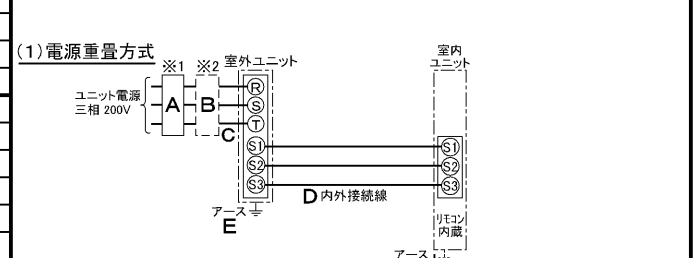 (1)電源重畳方式
※1
※2
室外ユニット
室内
ユニット
ユニット電源
三相 200V
A
B
C
R
S
T
S1
S2
S3
S1
S2
S3
D 内外接続線
アース
E
リモコン
内蔵
アース